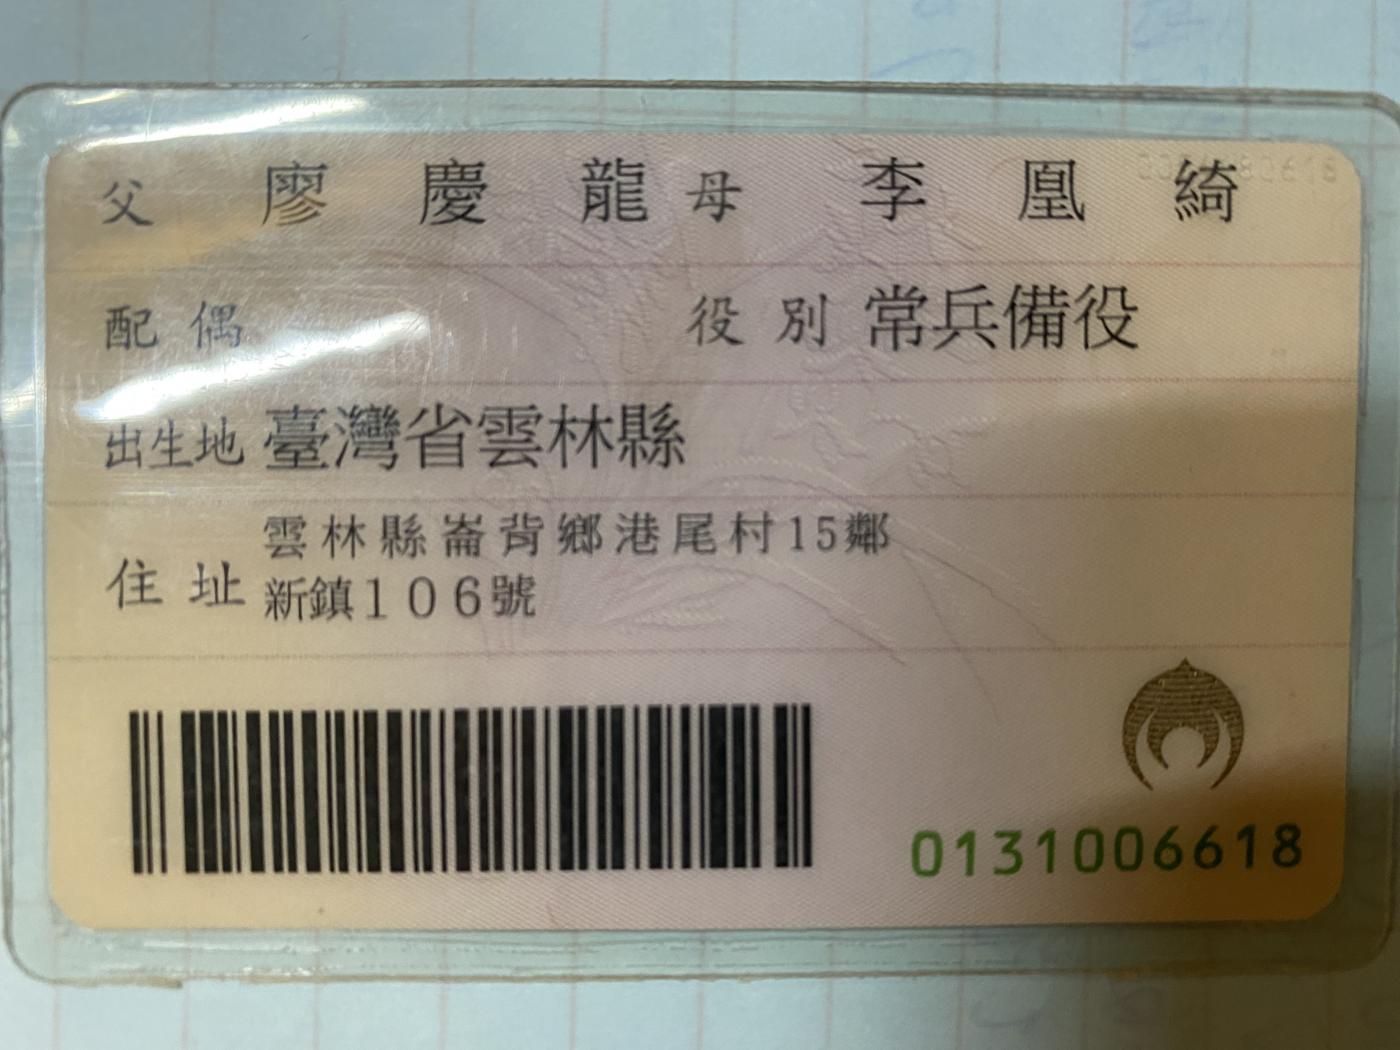 父 廖慶龍 母 李凰綺
配偶 役別 常兵備役
出生地 臺灣省雲林縣
住址 雲林縣崙背鄉港尾村15鄰
新鎮106號
0131006618